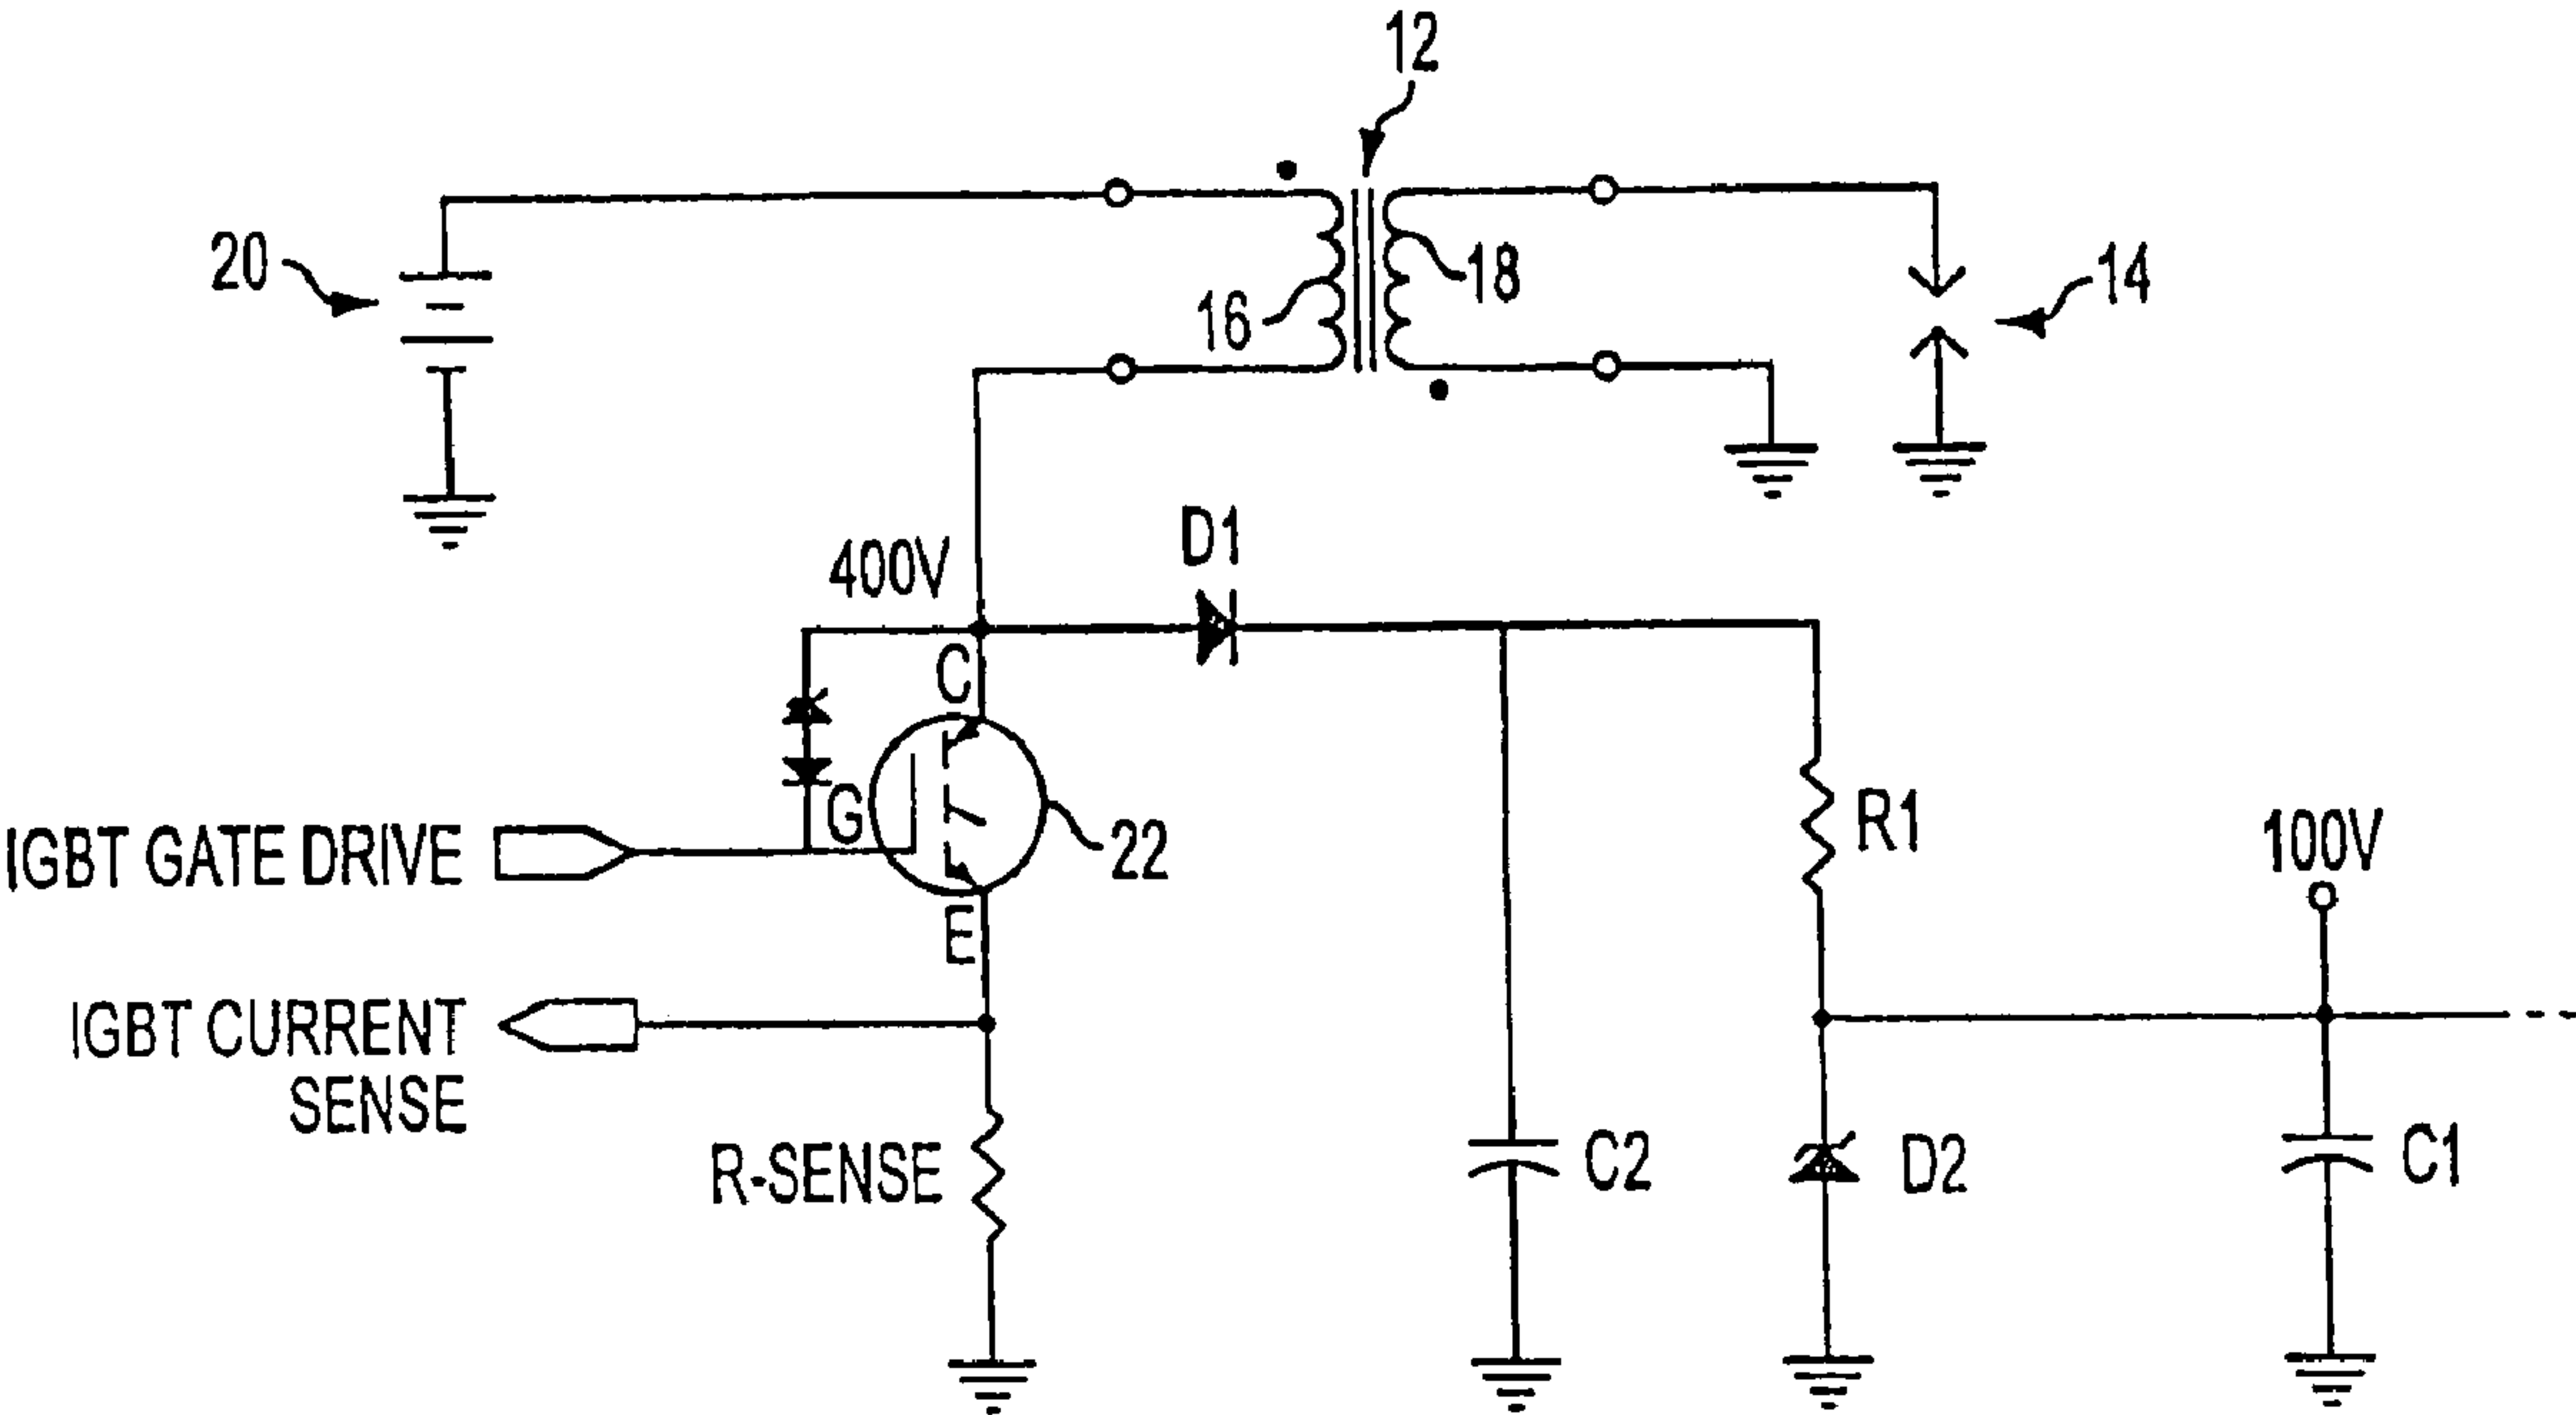 12
20
16
18
14
400V
D1
C
G
22
R1
IGBT GATE DRIVE
100V
E
IGBT CURRENT
SENSE
R-SENSE
C2
D2
C1